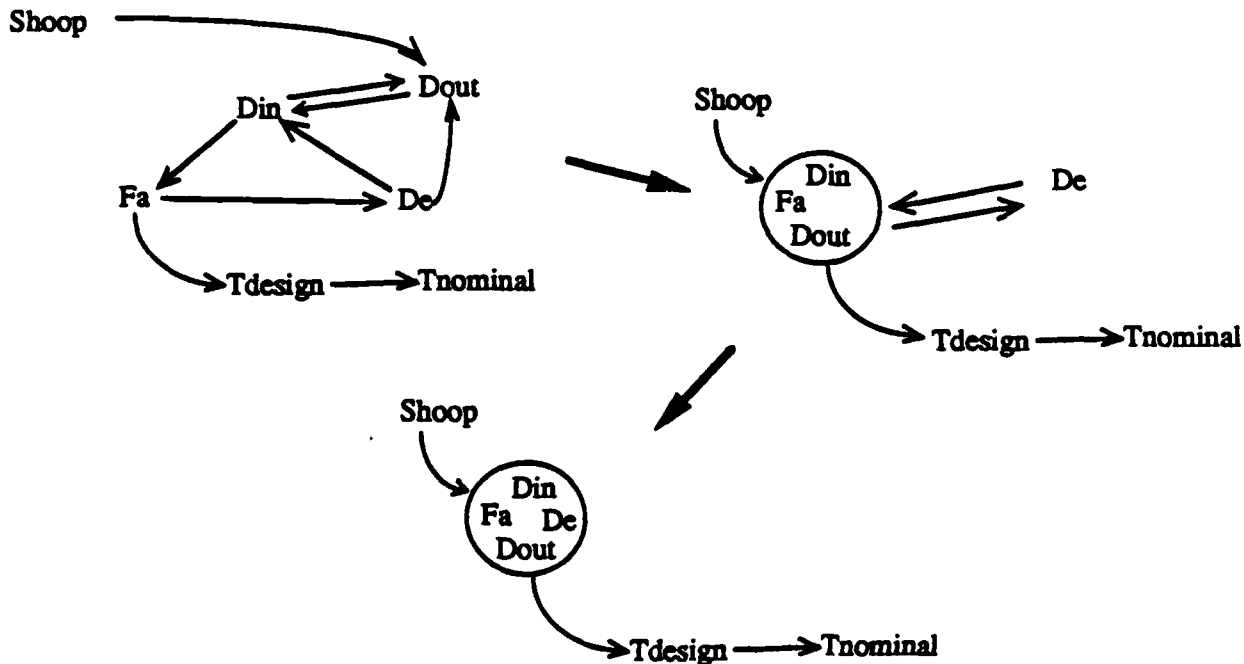 Shoop
Dout
Din
Fa
De
Tdesign
Tnominal
Shoop
Din
Fa
Dout
De
Tdesign
Tnominal
Shoop
Din
Fa De
Dout
Tdesign
Tnominal